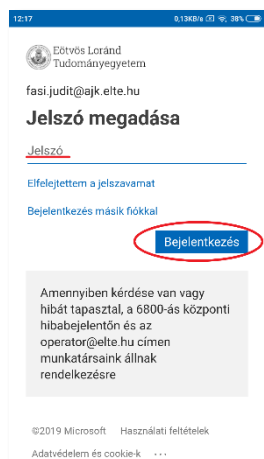 12:17
0,13KB/s 38%
Eötvös Loránd
Tudományegyetem
fasi.judit@ajk.elte.hu
Jelszó megadása
Jelszó
Elfelejtettem a jelszavamat
Bejelentkezés másik fiókkal
Bejelentkezés
Amennyiben kérdése van vagy
hibát tapasztal, a 6800-ás központi
hibabejelentőn és az
operator@elte.hu címen
munkatársaink állnak
rendelkezésre
©2019 Microsoft Használati feltételek
Adatvédelem és cookie-k ...